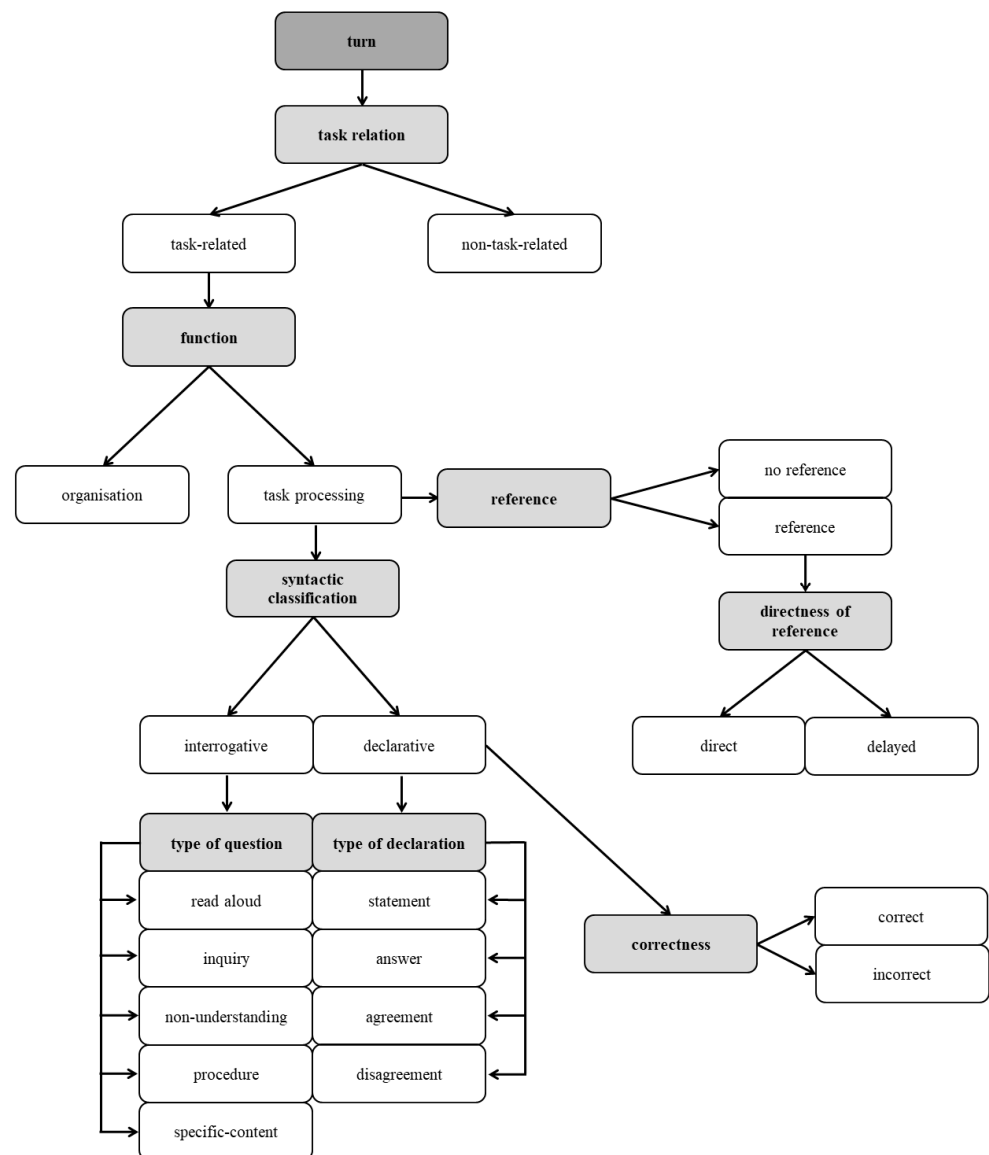 turn
task relation
task-related
non-task-related
function
organisation
task processing
reference
no reference
reference
syntactic
classification
directness of
reference
interrogative
declarative
direct
delayed
type of question
type of declaration
read aloud
statement
inquiry
answer
non-understanding
agreement
procedure
disagreement
specific-content
correctness
correct
incorrect